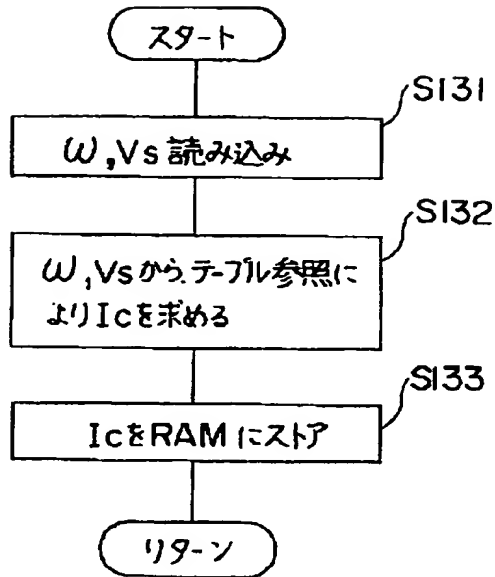 スタート
S131
ω,Vs読み込み
S132
ω,Vsから,テーブル参照に
よりIcを求める
S133
IcをRAMにストア
リターン